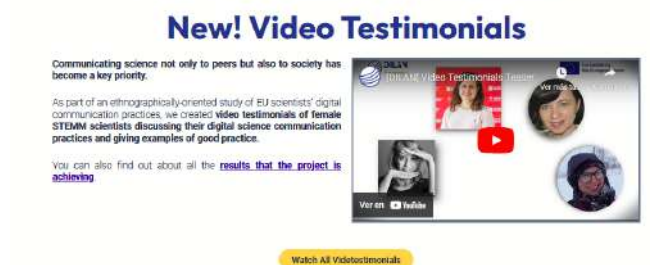 New! Video Testimonials
Communicating science not only to peers but also to society has
become a key priority.
As part of an ethnographically-oriented study of EU scientists' digital
communication practices, we created video testimonials of female
STEMM scientists discussing their digital science communication
practices and giving examples of good practice.
You can also find out about all the results that the project is
achieving.
DILAN
[DILAN] Video Testimonials Teaser
Ver más
Ver en YouTube
Watch All Videtestimonials